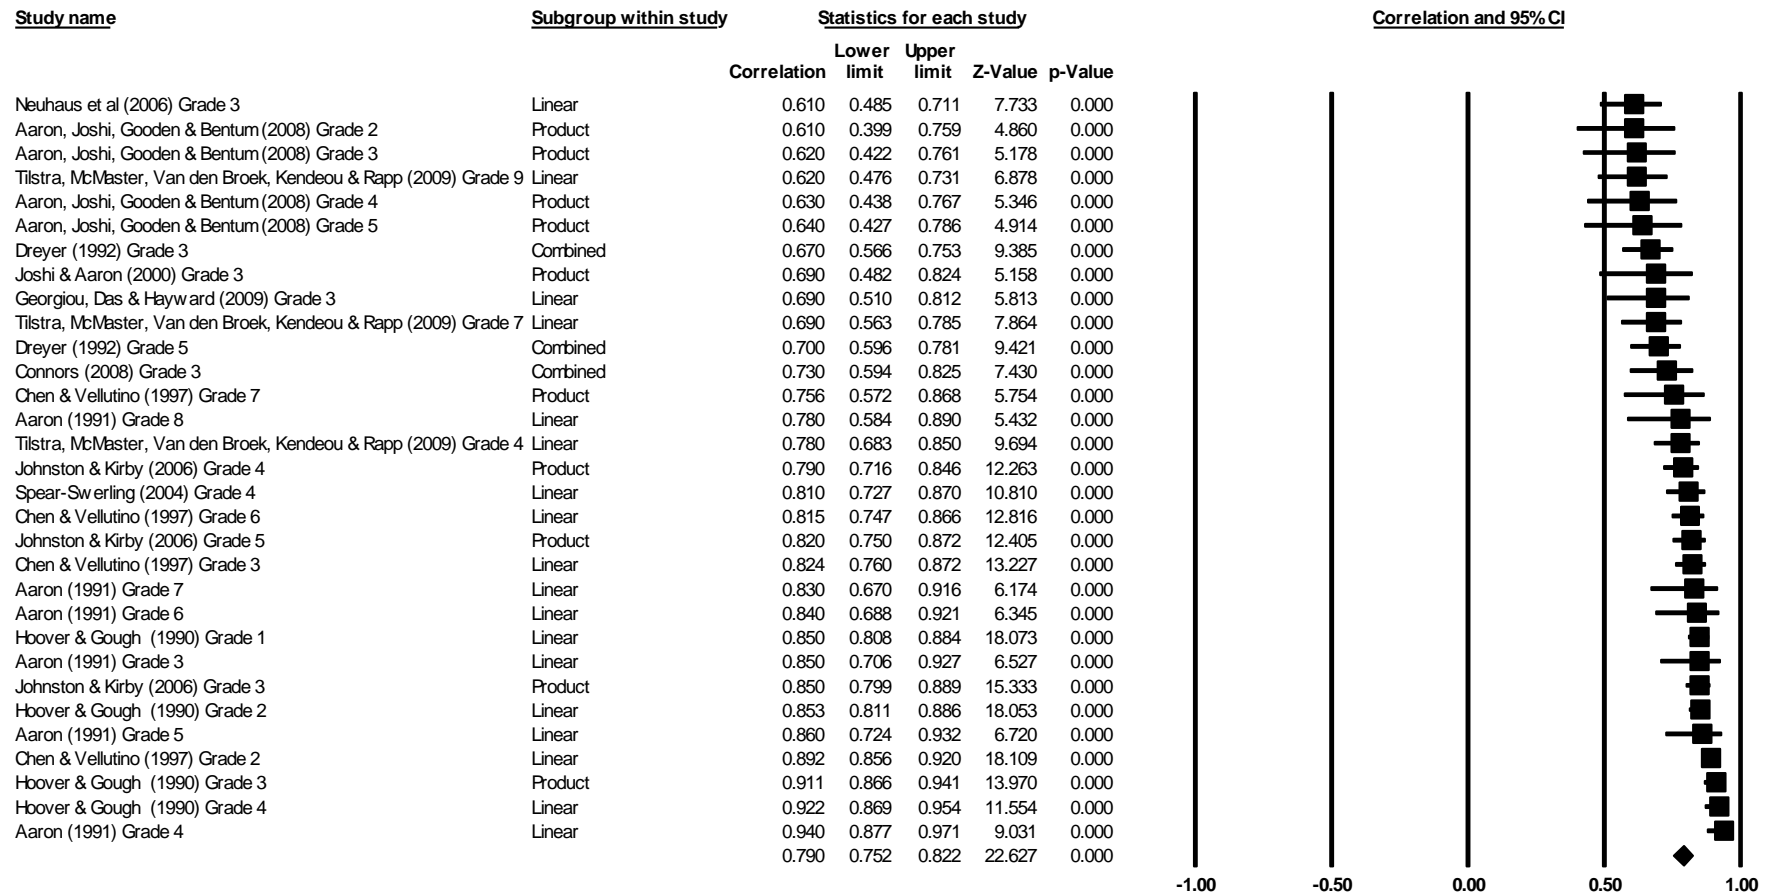 Study name Subgroup within study Statistics for each study Correlation and 95% CI
Lower Upper
Correlation limit limit Z-Value p-Value
Neuhaus et al (2006) Grade 3 Linear 0.610 0.485 0.711 7.733 0.000
Aaron, Joshi, Gooden & Bentum (2008) Grade 2 Product 0.610 0.399 0.759 4.860 0.000
Aaron, Joshi, Gooden & Bentum (2008) Grade 3 Product 0.620 0.422 0.761 5.178 0.000
Tilstra, McMaster, Van den Broek, Kendeou & Rapp (2009) Grade 9 Linear 0.620 0.476 0.731 6.878 0.000
Aaron, Joshi, Gooden & Bentum (2008) Grade 4 Product 0.630 0.438 0.767 5.346 0.000
Aaron, Joshi, Gooden & Bentum (2008) Grade 5 Product 0.640 0.427 0.786 4.914 0.000
Dreyer (1992) Grade 3 Combined 0.670 0.566 0.753 9.385 0.000
Joshi & Aaron (2000) Grade 3 Product 0.690 0.482 0.824 5.158 0.000
Georgiou, Das & Hayward (2009) Grade 3 Linear 0.690 0.510 0.812 5.813 0.000
Tilstra, McMaster, Van den Broek, Kendeou & Rapp (2009) Grade 7 Linear 0.690 0.563 0.785 7.864 0.000
Dreyer (1992) Grade 5 Combined 0.700 0.596 0.781 9.421 0.000
Connors (2008) Grade 3 Combined 0.730 0.594 0.825 7.430 0.000
Chen & Vellutino (1997) Grade 7 Product 0.756 0.572 0.868 5.754 0.000
Aaron (1991) Grade 8 Linear 0.780 0.584 0.890 5.432 0.000
Tilstra, McMaster, Van den Broek, Kendeou & Rapp (2009) Grade 4 Linear 0.780 0.683 0.850 9.694 0.000
Johnston & Kirby (2006) Grade 4 Product 0.790 0.716 0.846 12.263 0.000
Spear-Swerling (2004) Grade 4 Linear 0.810 0.727 0.870 10.810 0.000
Chen & Vellutino (1997) Grade 6 Linear 0.815 0.747 0.866 12.816 0.000
Johnston & Kirby (2006) Grade 5 Product 0.820 0.750 0.872 12.405 0.000
Chen & Vellutino (1997) Grade 3 Linear 0.824 0.760 0.872 13.227 0.000
Aaron (1991) Grade 7 Linear 0.830 0.670 0.916 6.174 0.000
Aaron (1991) Grade 6 Linear 0.840 0.688 0.921 6.345 0.000
Hoover & Gough (1990) Grade 1 Linear 0.850 0.808 0.884 18.073 0.000
Aaron (1991) Grade 3 Linear 0.850 0.706 0.927 6.527 0.000
Johnston & Kirby (2006) Grade 3 Product 0.850 0.799 0.889 15.333 0.000
Hoover & Gough (1990) Grade 2 Linear 0.853 0.811 0.886 18.053 0.000
Aaron (1991) Grade 5 Linear 0.860 0.724 0.932 6.720 0.000
Chen & Vellutino (1997) Grade 2 Linear 0.892 0.856 0.920 18.109 0.000
Hoover & Gough (1990) Grade 3 Product 0.911 0.866 0.941 13.970 0.000
Hoover & Gough (1990) Grade 4 Linear 0.922 0.869 0.954 11.554 0.000
Aaron (1991) Grade 4 Linear 0.940 0.877 0.971 9.031 0.000
0.790 0.752 0.822 22.627 0.000
-1.00 -0.50 0.00 0.50 1.00